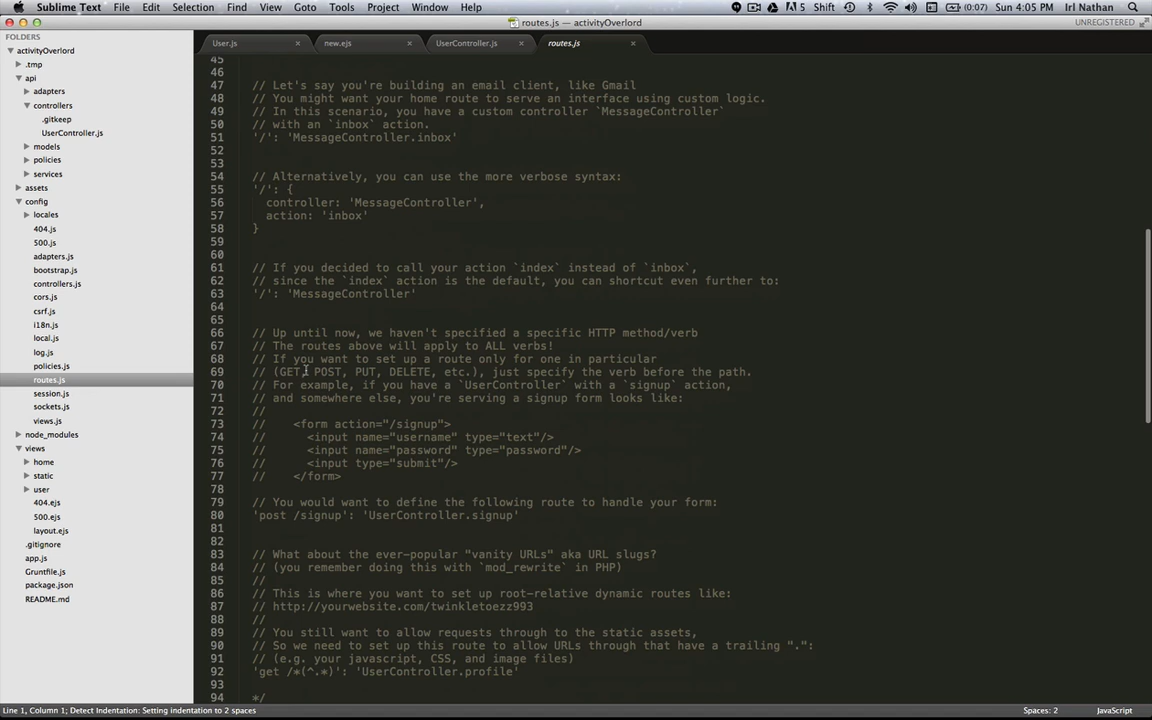 Sublime Text File Edit Selection Find View Goto Tools Project Window Help 5 Shift (0:07) Sun 4:05 PM Irl Nathan
routes.js — activityOverlord
UNREGISTERED
FOLDERS
activityOverlord
.tmp
api
adapters
controllers
.gitkeep
UserController.js
models
policies
services
assets
config
locales
404.js
500.js
adapters.js
bootstrap.js
controllers.js
cors.js
csrf.js
i18n.js
local.js
log.js
policies.js
routes.js
session.js
sockets.js
views.js
node_modules
views
home
static
user
404.ejs
500.ejs
layout.ejs
.gitignore
app.js
Gruntfile.js
package.json
README.md
User.js
new.ejs
UserController.js
routes.js
45
46
47 // Let's say you're building an email client, like Gmail
48 // You might want your home route to serve an interface using custom logic.
49 // In this scenario, you have a custom controller `MessageController`
50 // with an `inbox` action.
51 '/': 'MessageController.inbox'
52
53
54 // Alternatively, you can use the more verbose syntax:
55 '/': {
56 controller: 'MessageController',
57 action: 'inbox'
58 }
59
60
61 // If you decided to call your action `index` instead of `inbox`,
62 // since the `index` action is the default, you can shortcut even further to:
63 '/': 'MessageController'
64
65
66 // Up until now, we haven't specified a specific HTTP method/verb
67 // The routes above will apply to ALL verbs!
68 // If you want to set up a route only for one in particular
69 // (GET, POST, PUT, DELETE, etc.), just specify the verb before the path.
70 // For example, if you have a `UserController` with a `signup` action,
71 // and somewhere else, you're serving a signup form looks like:
72 //
73 // <form action="/signup">
74 // <input name="username" type="text"/>
75 // <input name="password" type="password"/>
76 // <input type="submit"/>
77 // </form>
78
79 // You would want to define the following route to handle your form:
80 'post /signup': 'UserController.signup'
81
82
83 // What about the ever-popular "vanity URLs" aka URL slugs?
84 // (you remember doing this with `mod_rewrite` in PHP)
85 //
86 // This is where you want to set up root-relative dynamic routes like:
87 // http://yourwebsite.com/twinkletoezz993
88 //
89 // You still want to allow requests through to the static assets,
90 // So we need to set up this route to allow URLs through that have a trailing ".":
91 // (e.g. your javascript, CSS, and image files)
92 'get /*(^.*)': 'UserController.profile'
93
94 */
Line 1, Column 1; Detect Indentation: Setting indentation to 2 spaces
Spaces: 2
JavaScript